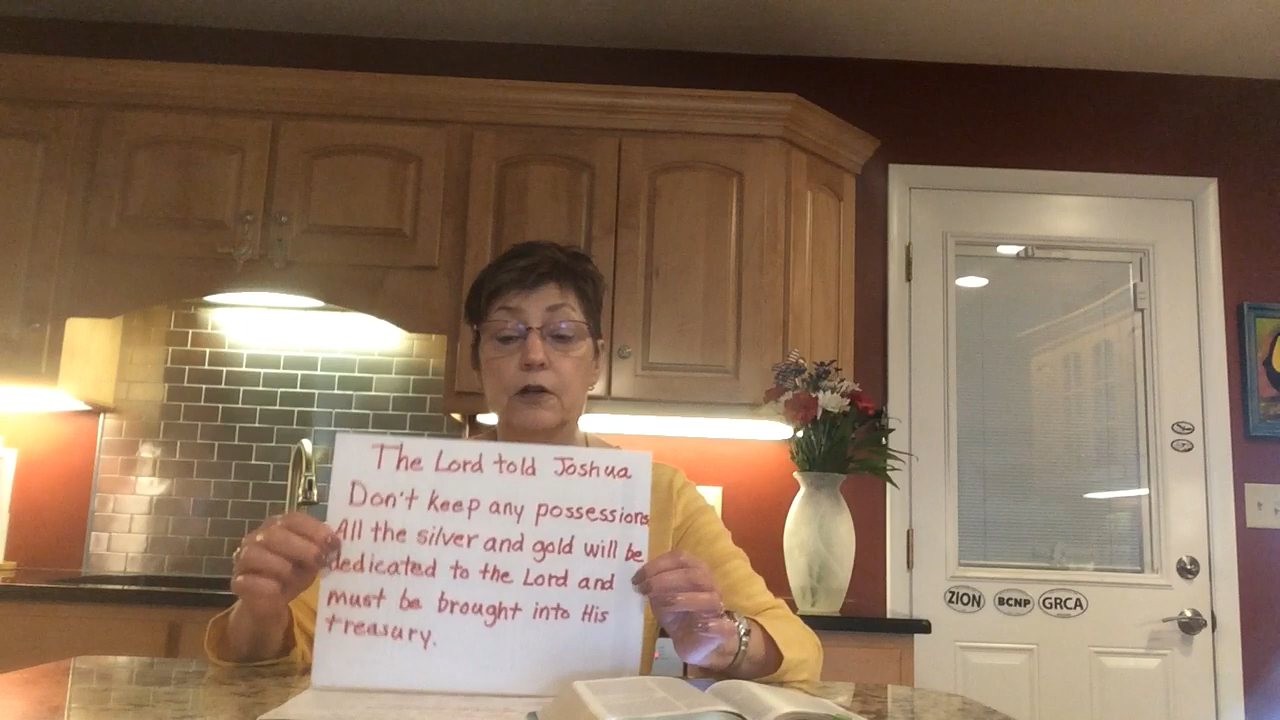 The Lord told Joshua
Don't keep any possessions
All the silver and gold will be
dedicated to the Lord and
must be brought into His
treasury.
ZION
BCNP
GRCA